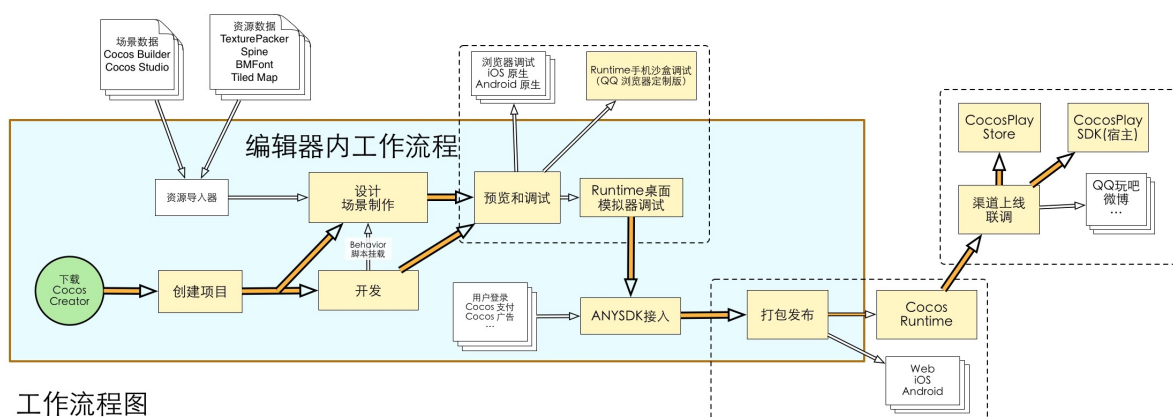 场景数据
Cocos Builder
Cocos Studio
资源数据
TexturePacker
Spine
BMFont
Tiled Map
浏览器调试
iOS 原生
Android 原生
Runtime手机沙盒调试
（QQ 浏览器定制版）
CocosPlay
Store
CocosPlay
SDK(宿主)
编辑器内工作流程
资源导入器
设计
场景制作
预览和调试
Runtime桌面
模拟器调试
渠道上线
联调
QQ玩吧
微博
...
Behavior
脚本挂载
下载
Cocos
Creator
创建项目
开发
用户登录
Cocos 支付
Cocos 广告
...
ANYSDK接入
打包发布
Cocos
Runtime
Web
iOS
Android
工作流程图